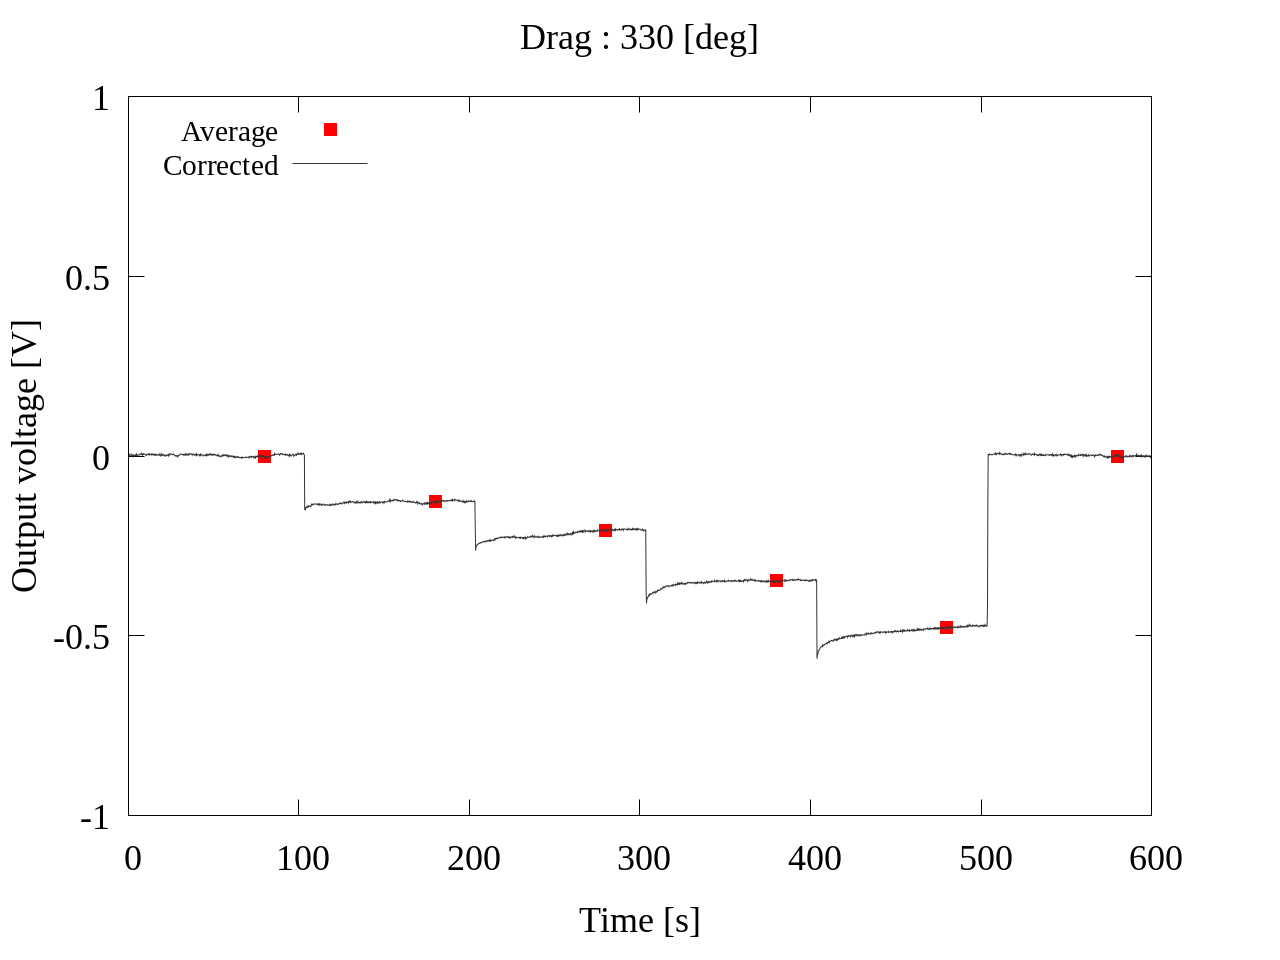 Drag : 330 [deg]
1
Average
Corrected
0.5
0
-0.5
-1
Output voltage [V]
0 100 200 300 400 500 600
Time [s]